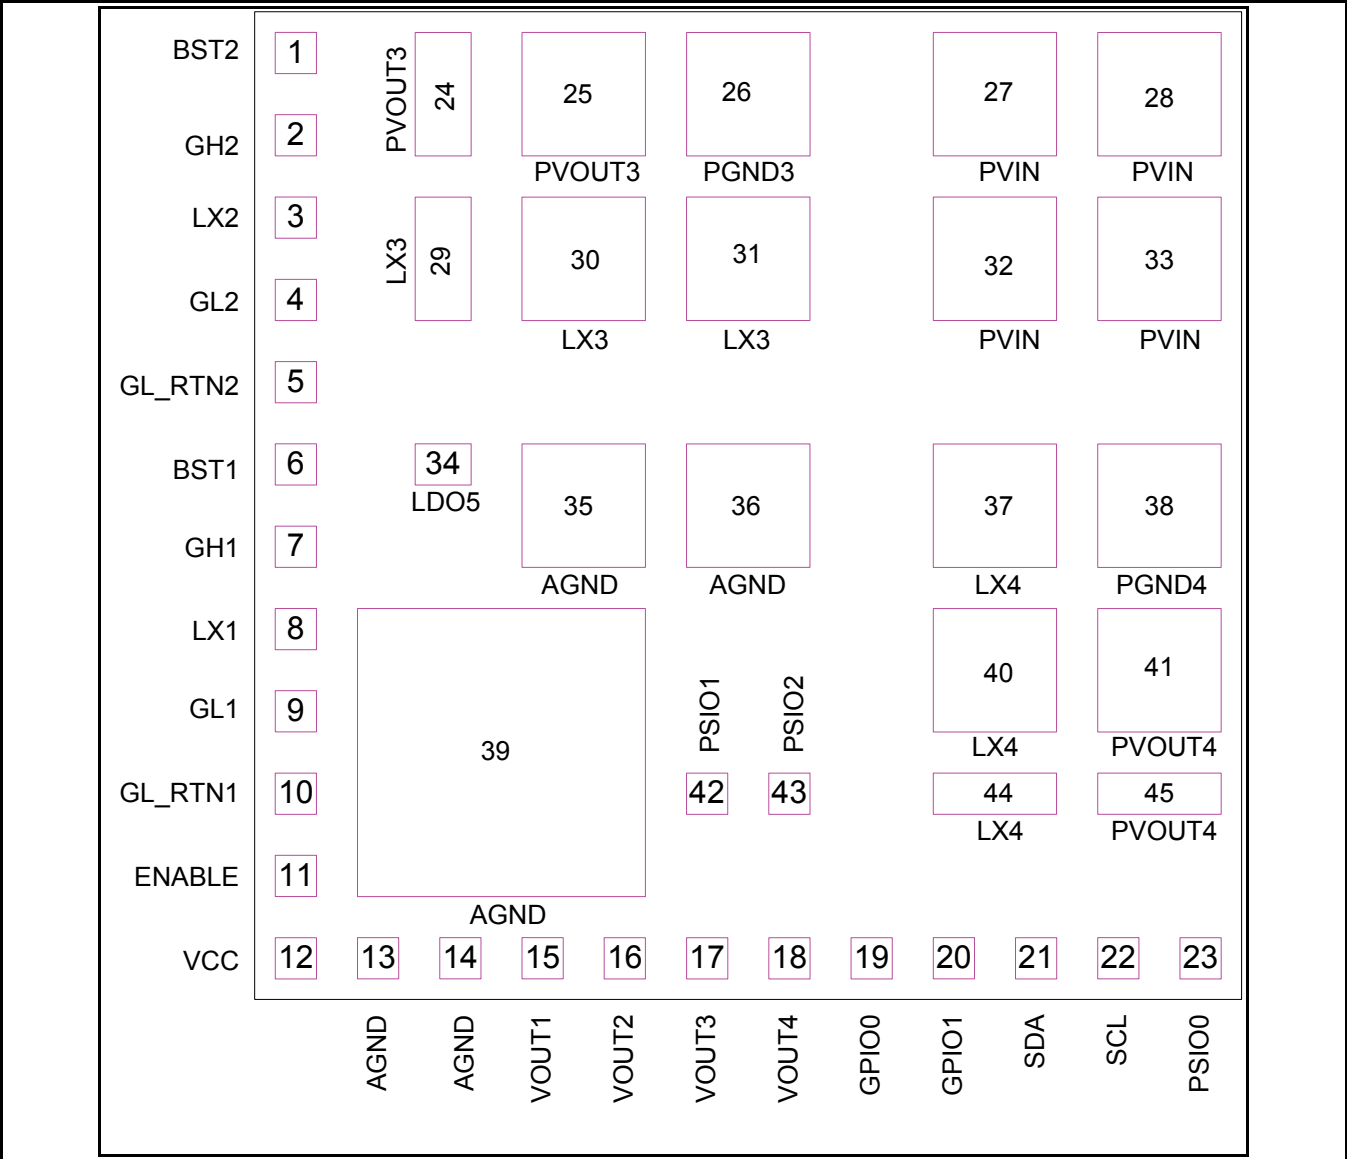 BST2 1 PVOUT3 24 25 26 27 28
GH2 2
PVOUT3 PGND3 PVIN PVIN
LX2 3 LX3 29 30 31 32 33
GL2 4
LX3 LX3 PVIN PVIN
GL_RTN2 5
BST1 6 34
LDO5 35 36 37 38
GH1 7
AGND AGND LX4 PGND4
LX1 8
40 41
GL1 9 PSIO1 PSIO2
39 LX4 PVOUT4
GL_RTN1 10 42 43 44 45
LX4 PVOUT4
ENABLE 11
AGND
VCC 12 13 14 15 16 17 18 19 20 21 22 23
AGND AGND VOUT1 VOUT2 VOUT3 VOUT4 GPIO0 GPIO1 SDA SCL PSIO0